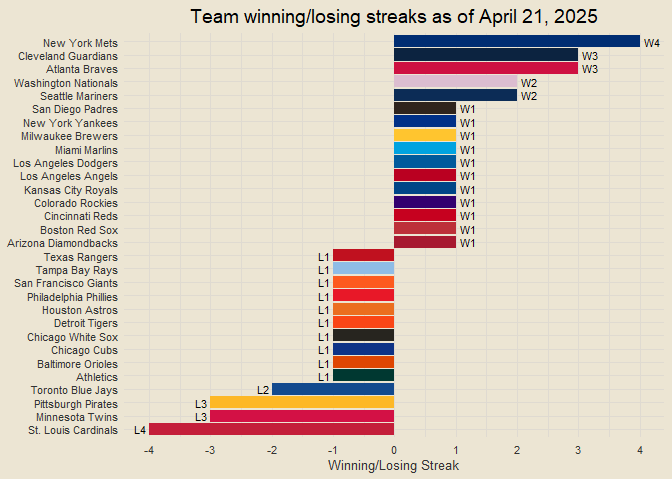 Team winning/losing streaks as of April 21, 2025
New York Mets W4
Cleveland Guardians W3
Atlanta Braves W3
Washington Nationals W2
Seattle Mariners W2
San Diego Padres W1
New York Yankees W1
Milwaukee Brewers W1
Miami Marlins W1
Los Angeles Dodgers W1
Los Angeles Angels W1
Kansas City Royals W1
Colorado Rockies W1
Cincinnati Reds W1
Boston Red Sox W1
Arizona Diamondbacks W1
Texas Rangers L1
Tampa Bay Rays L1
San Francisco Giants L1
Philadelphia Phillies L1
Houston Astros L1
Detroit Tigers L1
Chicago White Sox L1
Chicago Cubs L1
Baltimore Orioles L1
Athletics L1
Toronto Blue Jays L2
Pittsburgh Pirates L3
Minnesota Twins L3
St. Louis Cardinals L4
-4 -3 -2 -1 0 1 2 3 4
Winning/Losing Streak